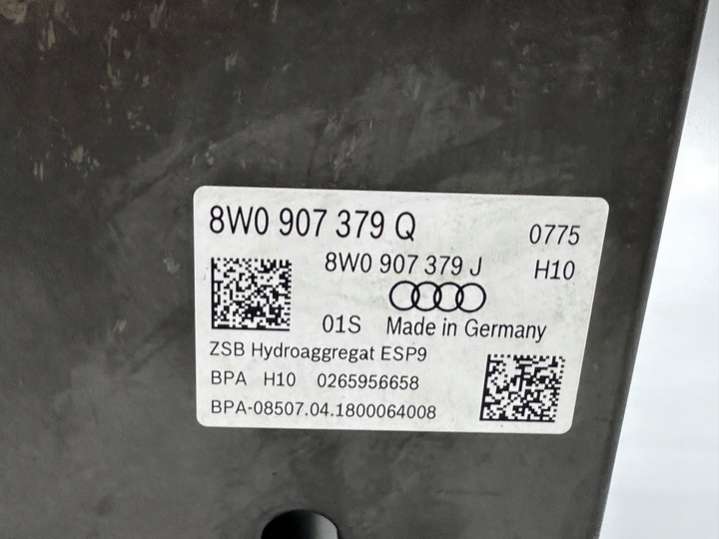 8W0 907 379 Q 0775
8W0 907 379 J H10
01S Made in Germany
ZSB Hydroaggregat ESP9
BPA H10 0265956658
BPA-08507.04.1800064008